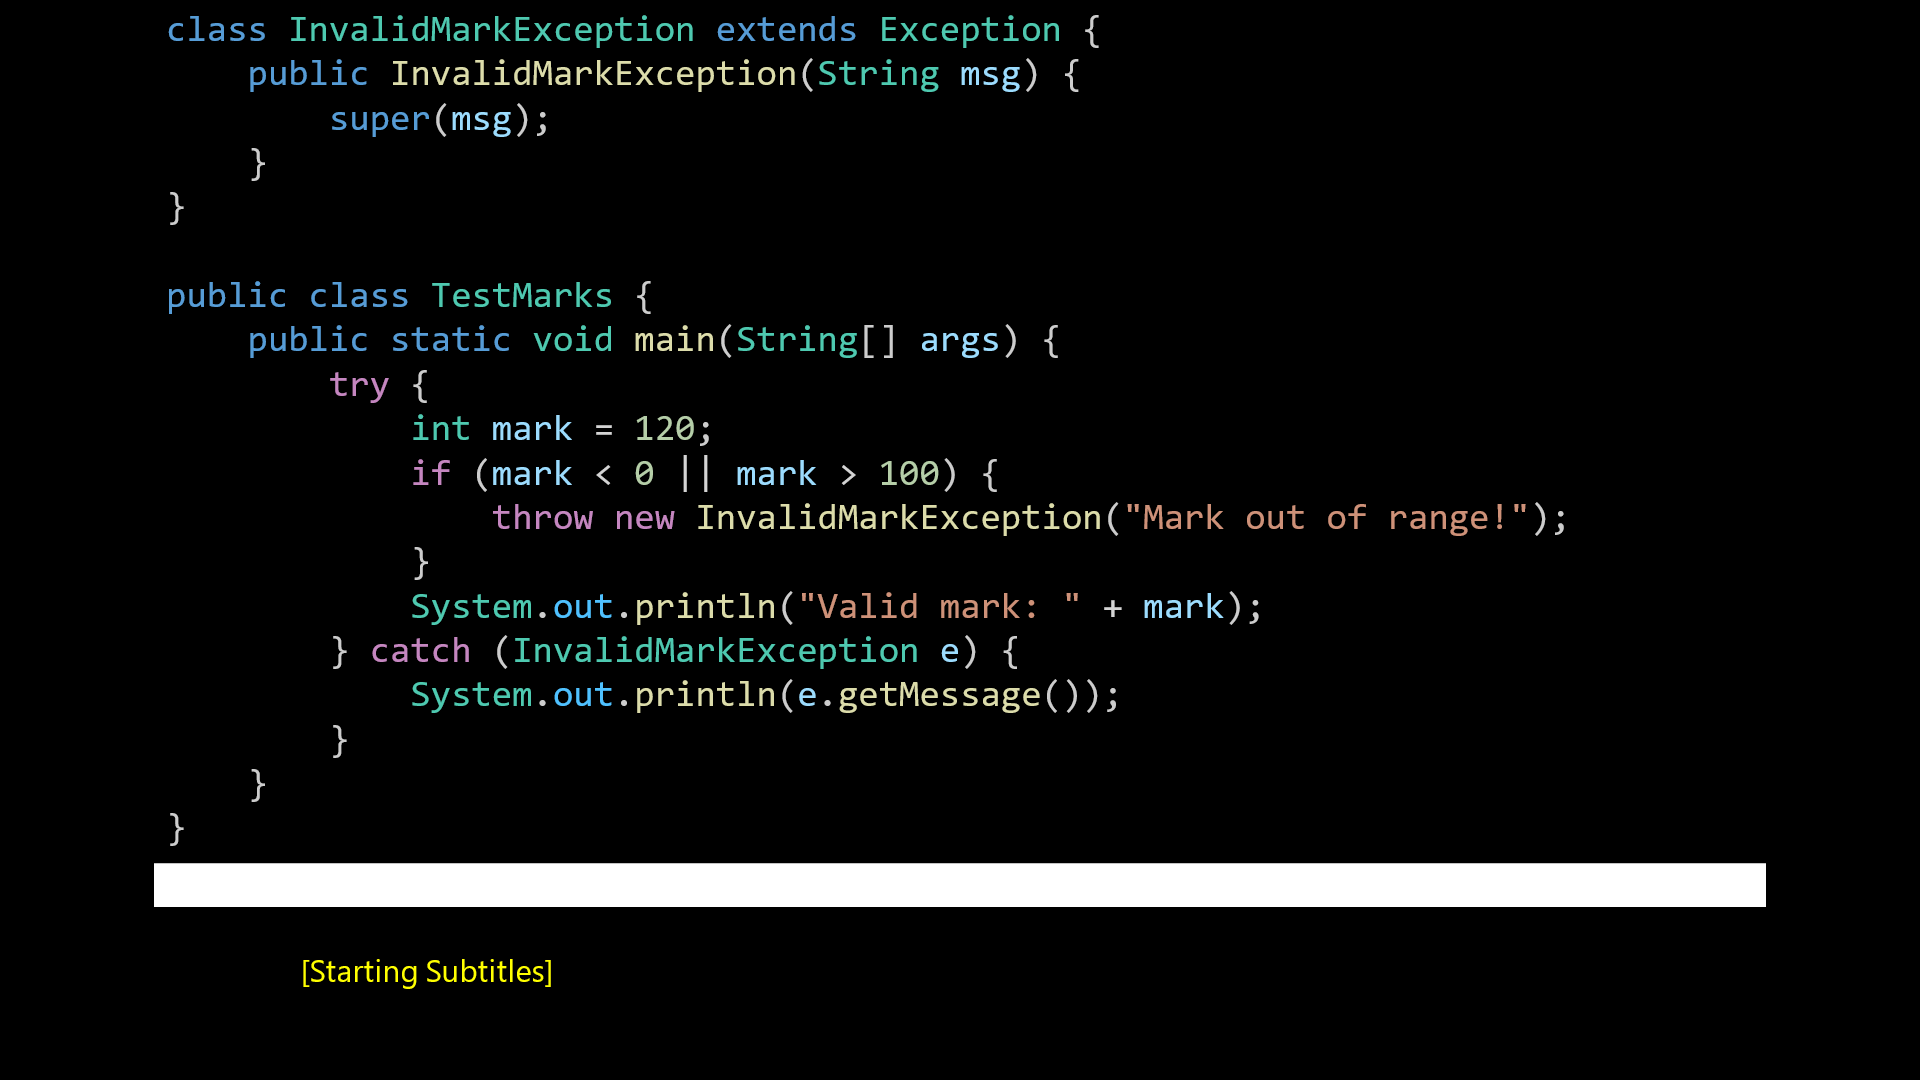 class InvalidMarkException extends Exception {
    public InvalidMarkException(String msg) {
        super(msg);
    }
}

public class TestMarks {
    public static void main(String[] args) {
        try {
            int mark = 120;
            if (mark < 0 || mark > 100) {
                throw new InvalidMarkException("Mark out of range!");
            }
            System.out.println("Valid mark: " + mark);
        } catch (InvalidMarkException e) {
            System.out.println(e.getMessage());
        }
    }
}
[Starting Subtitles]